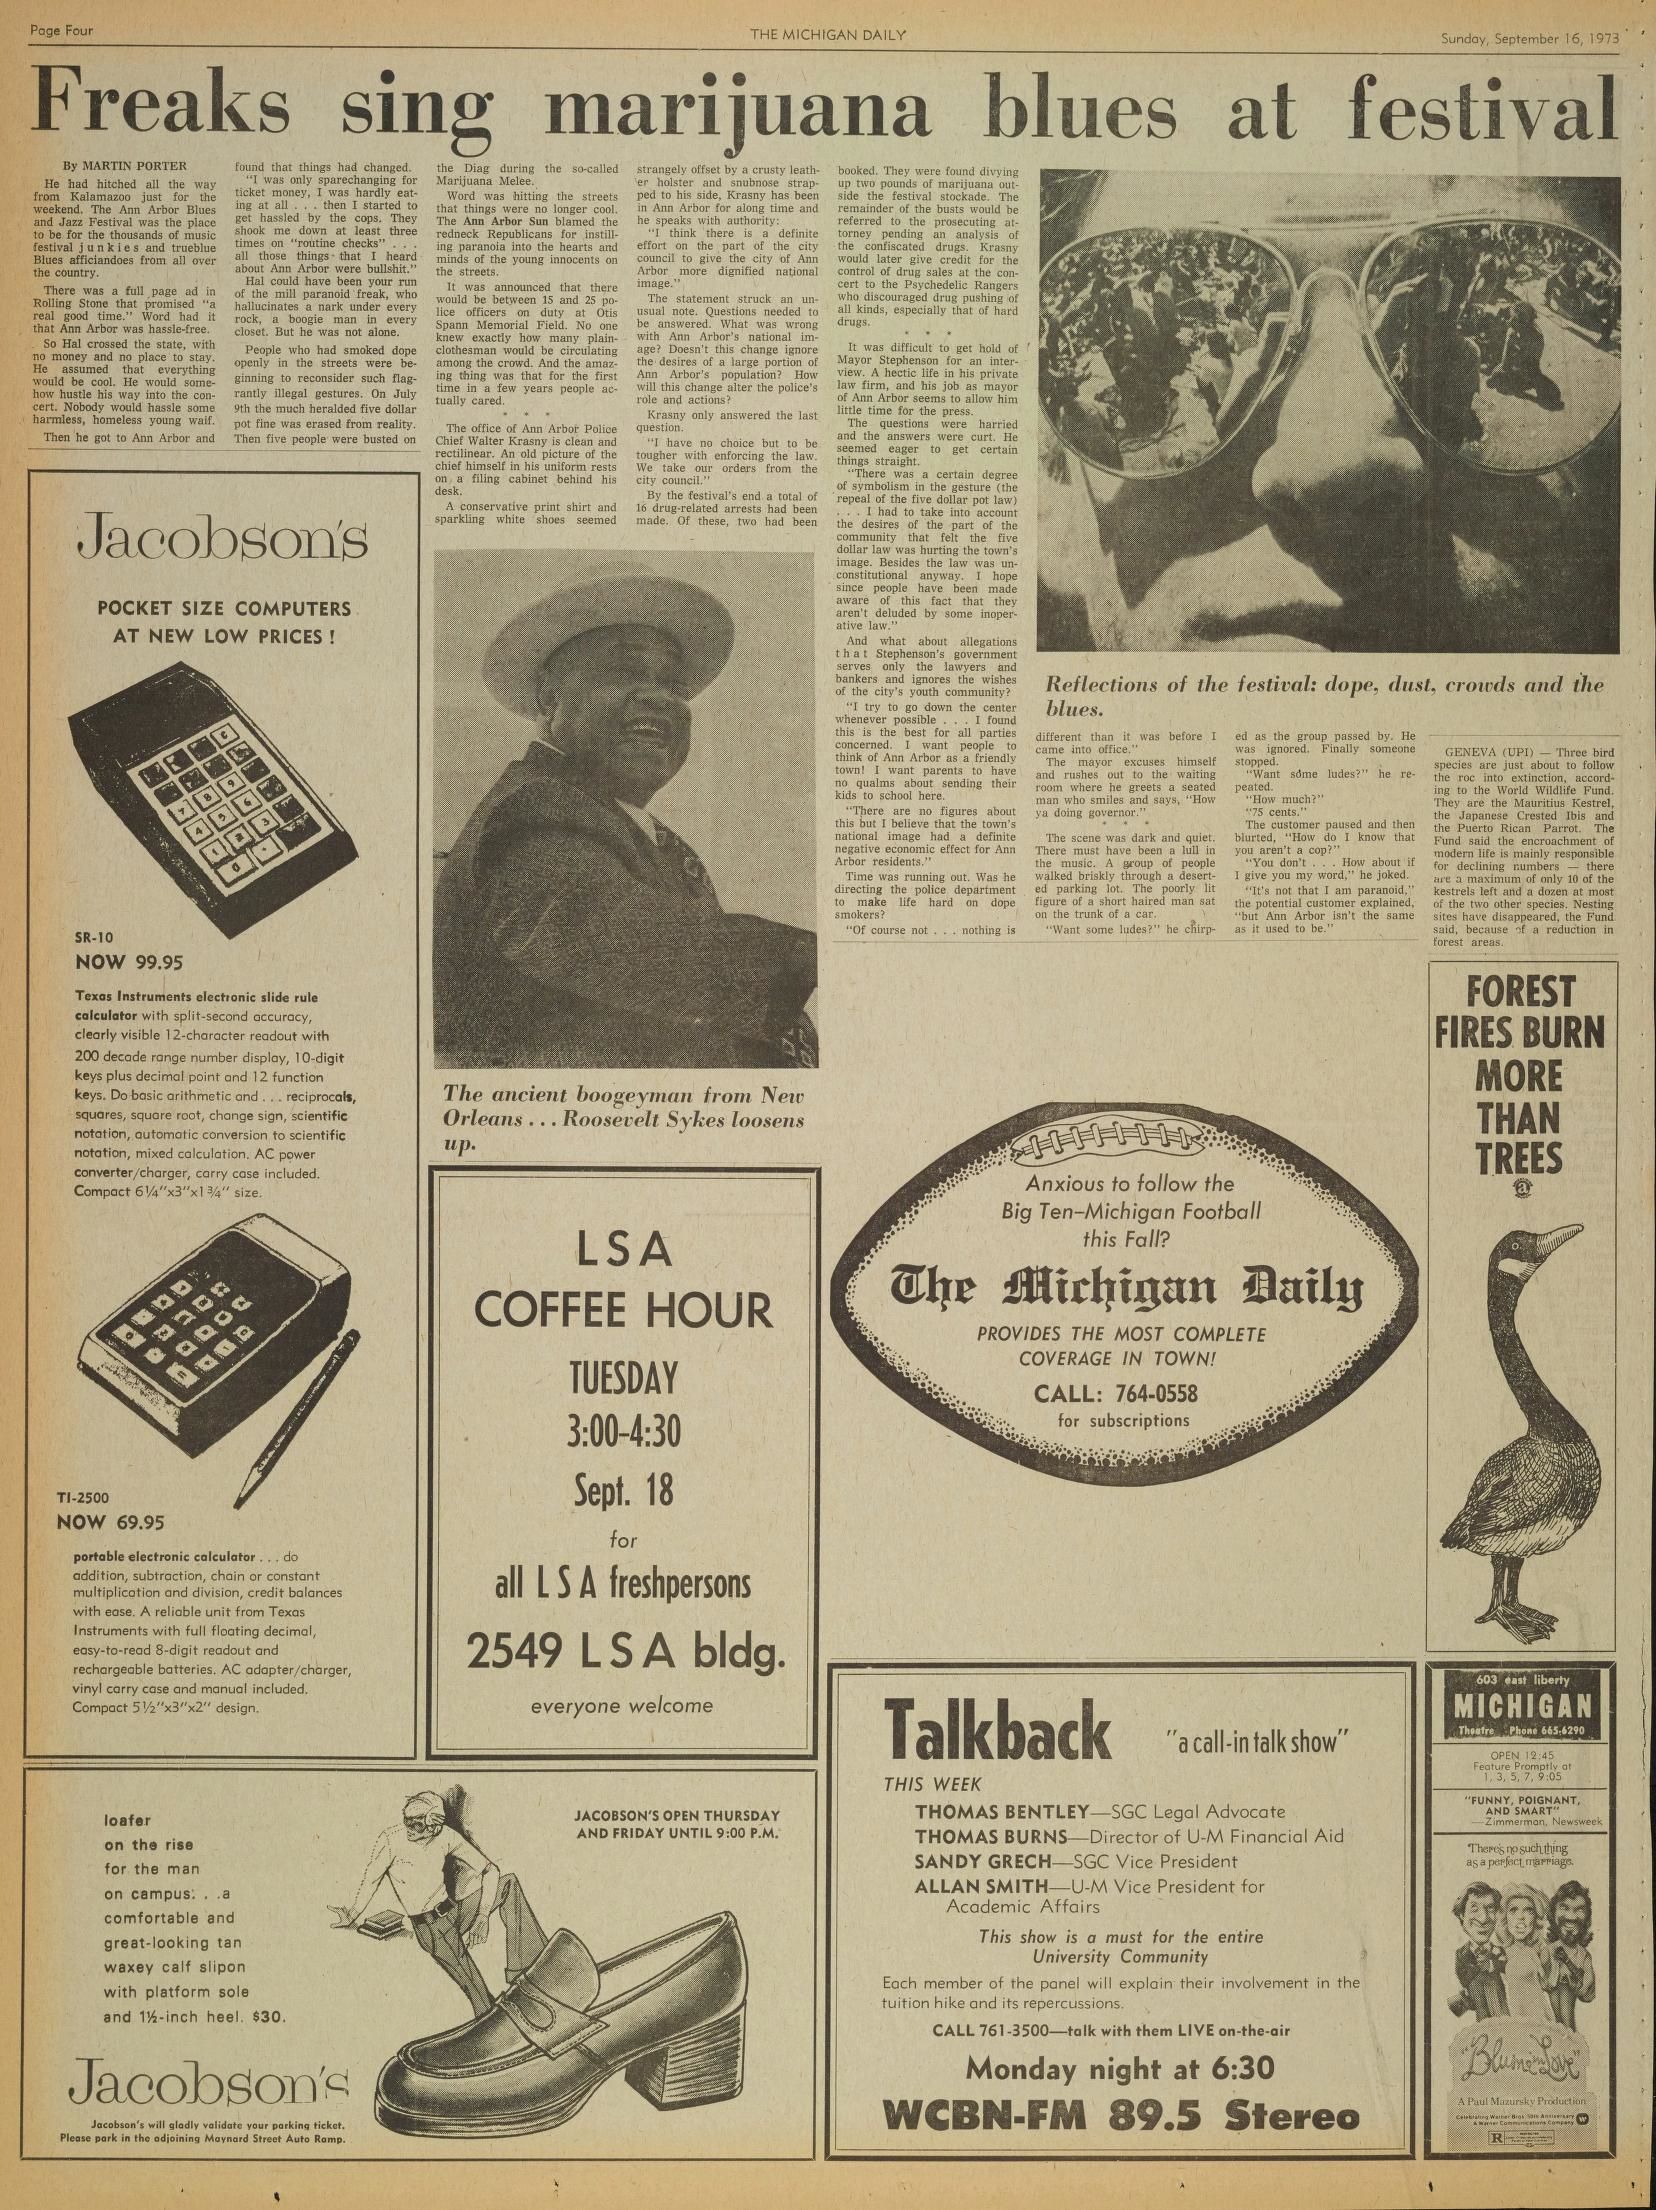 Page Four
THE MICHIGAN DAILY
Sunday, September 16, 1973
Freaks sing marijuana blues at festival
By MARTIN PORTER
He had hitched all the way
from Kalamazoo just for the
weekend. The Ann Arbor Blues
and Jazz Festival was the place
to be for the thousands of music
festival junkies and trueblue
Blues afficiandoes from all over
the country.
There was a full page ad in
Rolling Stone that promised "a
real good time." Word had it
that Ann Arbor was hassle-free.
So Hal crossed the state, with
no money and no place to stay.
He assumed that everything
would be cool. He would some-
how hustle his way into the con-
cert. Nobody would hassle some
harmless, homeless young waif.
Then he got to Ann Arbor and
found that things had changed.
"I was only sparechanging for
ticket money, I was hardly eat-
ing at all . . . then I started to
get hassled by the cops. They
shook me down at least three
times on "routine checks" . . .
all those things that I heard
about Ann Arbor were bullshit."
Hal could have been your run
of the mill paranoid freak, who
hallucinates a nark under every
rock, a boogie man in every
closet. But he was not alone.
People who had smoked dope
openly in the streets were be-
ginning to reconsider such flag-
rantly illegal gestures. On July
9th the much heralded five dollar
pot fine was erased from reality.
Then five people were busted on
the Diag during the so-called
Marijuana Melee.
Word was hitting the streets
that things were no longer cool.
The Ann Arbor Sun blamed the
redneck Republicans for instill-
ing paranoia into the hearts and
minds of the young innocents on
the streets.
It was announced that there
would be between 15 and 25 po-
lice officers on duty at Otis
Spann Memorial Field. No one
knew exactly how many plain-
clothesman would be circulating
among the crowd. And the amaz-
ing thing was that for the first
time in a few years people ac-
tually cared.
* * *
The office of Ann Arbor Police
Chief Walter Krasny is clean and
rectilinear. An old picture of the
chief himself in his uniform rests
on a filing cabinet behind his
desk.
A conservative print shirt and
sparkling white shoes seemed
strangely offset by a crusty leath-
er holster and snubnose strap-
ped to his side, Krasny has been
in Ann Arbor for along time and
he speaks with authority:
"I think there is a definite
effort on the part of the city
council to give the city of Ann
Arbor more dignified national
image."
The statement struck an un-
usual note. Questions needed to
be answered. What was wrong
with Ann Arbor's national im-
age? Doesn't this change ignore
the desires of a large portion of
Ann Arbor's population? How
will this change alter the police's
role and actions?
Krasny only answered the last
question.
"I have no choice but to be
tougher with enforcing the law.
We take our orders from the
city council."
By the festival's end a total of
16 drug-related arrests had been
made. Of these, two had been
booked. They were found divying
up two pounds of marijuana out-
side the festival stockade. The
remainder of the busts would be
referred to the prosecuting at-
torney pending an analysis of
the confiscated drugs. Krasny
would later give credit for the
control of drug sales at the con-
cert to the Psychedelic Rangers
who discouraged drug pushing of
all kinds, especially that of hard
drugs.
* * *
It was difficult to get hold of
Mayor Stephenson for an inter-
view. A hectic life in his private
law firm, and his job as mayor
of Ann Arbor seems to allow him
little time for the press.
The questions were harried
and the answers were curt. He
seemed eager to get certain
things straight.
"There was a certain degree
of symbolism in the gesture (the
repeal of the five dollar pot law)
. . . I had to take into account
the desires of the part of the
community that felt the five
dollar law was hurting the town's
image. Besides the law was un-
constitutional anyway. I hope
since people have been made
aware of this fact that they
aren't deluded by some inoper-
ative law."
And what about allegations
that Stephenson's government
serves only the lawyers and
bankers and ignores the wishes
of the city's youth community?
"I try to go down the center
whenever possible . . . I found
this is the best for all parties
concerned. I want people to
think of Ann Arbor as a friendly
town! I want parents to have
no qualms about sending their
kids to school here.
"There are no figures about
this but I believe that the town's
national image had a definite
negative economic effect for Ann
Arbor residents."
Time was running out. Was he
directing the police department
to make life hard on dope
smokers?
"Of course not . . . nothing is
Reflections of the festival: dope, dust, crowds and the
blues.
different than it was before I
came into office."
The mayor excuses himself
and rushes out to the waiting
room where he greets a seated
man who smiles and says, "How
ya doing governor."
* * *
The scene was dark and quiet.
There must have been a lull in
the music. A group of people
walked briskly through a desert-
ed parking lot. The poorly lit
figure of a short haired man sat
on the trunk of a car.
"Want some ludes?" he chirp-
ed as the group passed by. He
was ignored. Finally someone
stopped.
"Want some ludes?" he re-
peated.
"How much?"
"75 cents."
The customer paused and then
blurted, "How do I know that
you aren't a cop?"
"You don't . . . How about if
I give you my word," he joked.
"It's not that I am paranoid,"
the potential customer explained,
"but Ann Arbor isn't the same
as it used to be."
GENEVA (UPI) — Three bird
species are just about to follow
the roc into extinction, accord-
ing to the World Wildlife Fund.
They are the Mauritius Kestrel,
the Japanese Crested Ibis and
the Puerto Rican Parrot. The
Fund said the encroachment of
modern life is mainly responsible
for declining numbers — there
are a maximum of only 10 of the
kestrels left and a dozen at most
of the two other species. Nesting
sites have disappeared, the Fund
said, because of a reduction in
forest areas.
Jacobson's
POCKET SIZE COMPUTERS
AT NEW LOW PRICES !
SR-10
NOW 99.95
Texas Instruments electronic slide rule
calculator with split-second accuracy,
clearly visible 12-character readout with
200 decade range number display, 10-digit
keys plus decimal point and 12 function
keys. Do basic arithmetic and . . . reciprocals,
squares, square root, change sign, scientific
notation, automatic conversion to scientific
notation, mixed calculation. AC power
converter/charger, carry case included.
Compact 6¼"x3"x1¾" size.
TI-2500
NOW 69.95
portable electronic calculator . . . do
addition, subtraction, chain or constant
multiplication and division, credit balances
with ease. A reliable unit from Texas
Instruments with full floating decimal,
easy-to-read 8-digit readout and
rechargeable batteries. AC adapter/charger,
vinyl carry case and manual included.
Compact 5½"x3"x2" design.
The ancient boogeyman from New
Orleans . . . Roosevelt Sykes loosens
up.
LSA
COFFEE HOUR
TUESDAY
3:00-4:30
Sept. 18
for
all LSA freshpersons
2549 LSA bldg.
everyone welcome
Anxious to follow the
Big Ten–Michigan Football
this Fall?
The Michigan Daily
PROVIDES THE MOST COMPLETE
COVERAGE IN TOWN!
CALL: 764-0558
for subscriptions
FOREST
FIRES BURN
MORE
THAN
TREES
loafer
on the rise
for the man
on campus. . .a
comfortable and
great-looking tan
waxey calf slipon
with platform sole
and 1½-inch heel. $30.
JACOBSON'S OPEN THURSDAY
AND FRIDAY UNTIL 9:00 P.M.
Jacobson's
Jacobson's will gladly validate your parking ticket.
Please park in the adjoining Maynard Street Auto Ramp.
Talkback
"a call-in talk show"
THIS WEEK
THOMAS BENTLEY—SGC Legal Advocate
THOMAS BURNS—Director of U-M Financial Aid
SANDY GRECH—SGC Vice President
ALLAN SMITH—U-M Vice President for
Academic Affairs
This show is a must for the entire
University Community
Each member of the panel will explain their involvement in the
tuition hike and its repercussions.
CALL 761-3500—talk with them LIVE on-the-air
Monday night at 6:30
WCBN-FM 89.5 Stereo
603 east liberty
MICHIGAN
Theatre Phone 665-6290
OPEN 12:45
Feature Promptly at
1, 3, 5, 7, 9:05
"FUNNY, POIGNANT,
AND SMART"
—Zimmerman, Newsweek
There's no such thing
as a perfect marriage.
"Blume in Love"
A Paul Mazursky Production
Celebrating Warner Bros. 50th Anniversary
A Warner Communications Company
R